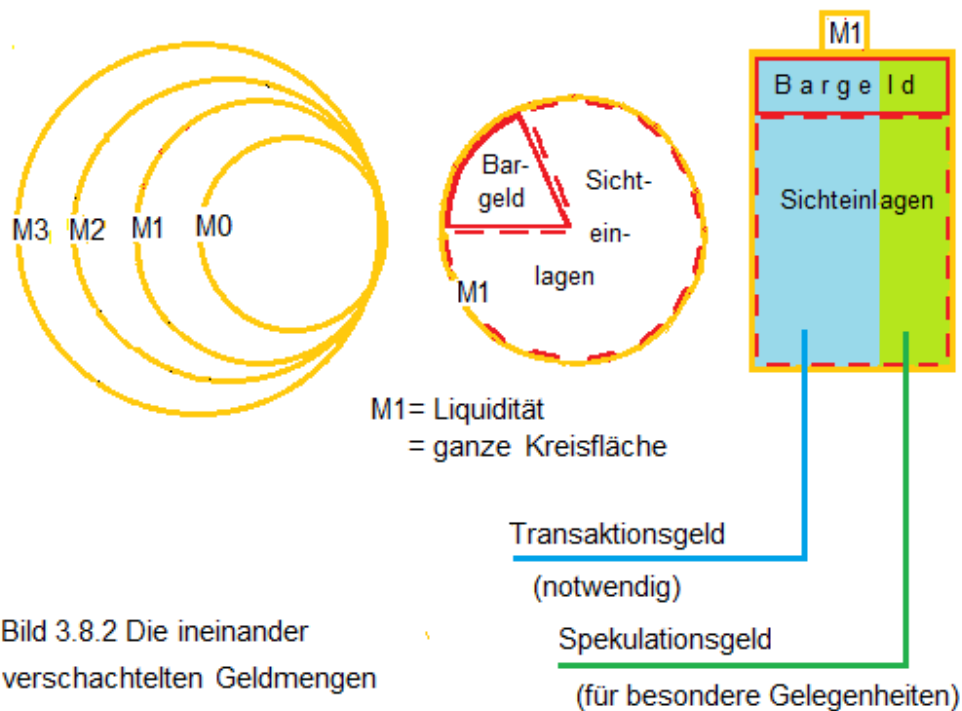 M3 M2 M1 M0
Bar-
geld
Sicht-
ein-
lagen
M1
M1
Bargeld
Sichteinlagen
M1= Liquidität
= ganze Kreisfläche
Transaktionsgeld
(notwendig)
Spekulationsgeld
(für besondere Gelegenheiten)
Bild 3.8.2 Die ineinander
verschachtelten Geldmengen